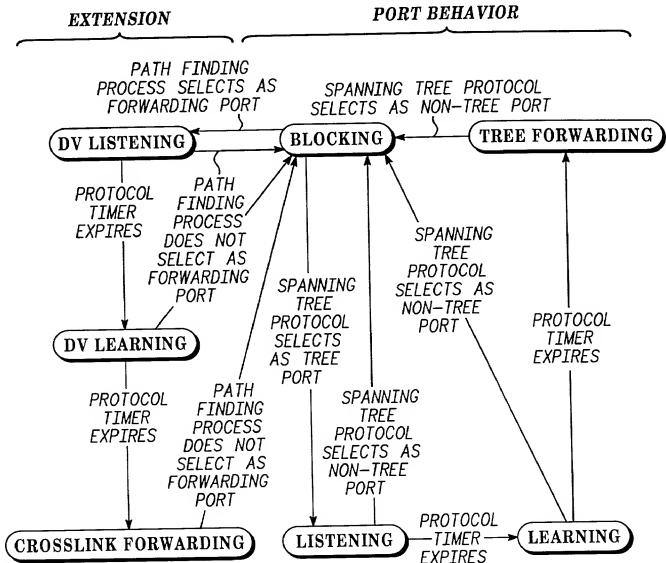 EXTENSION
PORT BEHAVIOR
PATH FINDING
PROCESS SELECTS AS
FORWARDING PORT
SPANNING TREE PROTOCOL
SELECTS AS NON-TREE PORT
DV LISTENING
BLOCKING
TREE FORWARDING
PROTOCOL
TIMER
EXPIRES
PATH
FINDING
PROCESS
DOES NOT
SELECT AS
FORWARDING
PORT
SPANNING
TREE
PROTOCOL
SELECTS
AS TREE
PORT
SPANNING
TREE
PROTOCOL
SELECTS AS
NON-TREE
PORT
PROTOCOL
TIMER
EXPIRES
DV LEARNING
PROTOCOL
TIMER
EXPIRES
PATH
FINDING
PROCESS
DOES NOT
SELECT AS
FORWARDING
PORT
SPANNING
TREE
PROTOCOL
SELECTS AS
NON-TREE
PORT
CROSSLINK FORWARDING
LISTENING
PROTOCOL
TIMER
EXPIRES
LEARNING